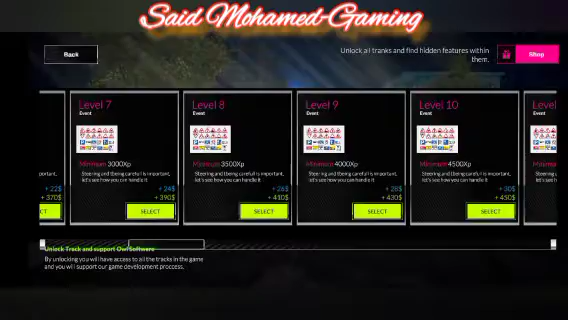 Said Mohamed-Gaming
Back
Unlock all tranks and find hidden features within
them.
Shop
Level 7
Event
Minimum 3000Xp
Steering and (being careful) is important,
let's see how you can handle it
+ 24$
+ 390$
SELECT
Level 8
Event
Minimum 3500Xp
Steering and (being careful) is important,
let's see how you can handle it
+ 26$
+ 410$
SELECT
Level 9
Event
Minimum 4000Xp
Steering and (being careful) is important,
let's see how you can handle it
+ 430$
SELECT
Level 10
Event
Minimum 4500Xp
Steering and (being careful) is important,
let's see how you can handle it
+ 30$
+ 450$
SELECT
Level
Event
+ 22$
+ 370$
Unlock Track and support Owl Software
By unlocking you will have access to all the tracks in the game
and you will support our game development proccess.